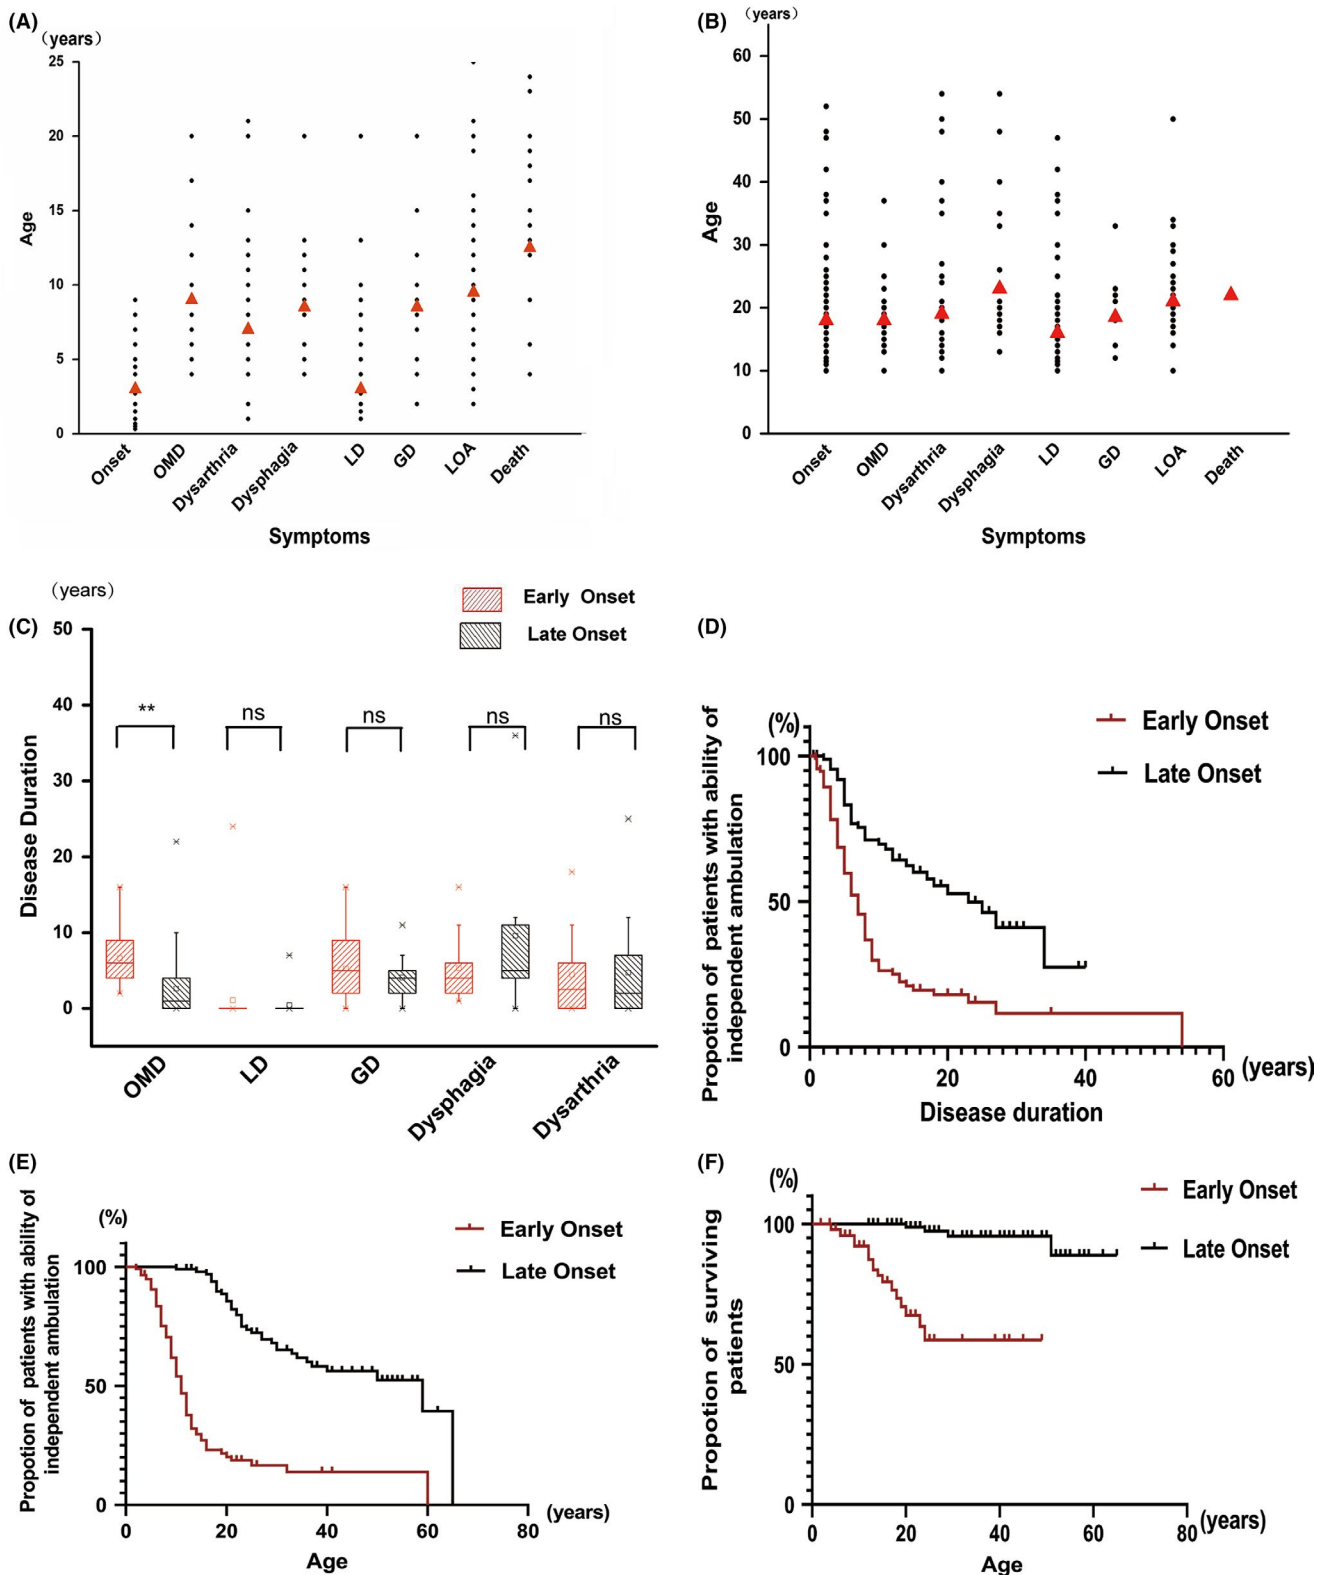 (A)
（years）
25
20
15
10
5
0
Age
Onset
OMD
Dysarthria
Dysphagia
LD
GD
LOA
Death
Symptoms
(B)
（years）
60
50
40
30
20
10
0
Age
Onset
OMD
Dysarthria
Dysphagia
LD
GD
LOA
Death
Symptoms
(C)
（years）
Early Onset
Late Onset
50
40
30
20
10
0
Disease Duration
**
ns
ns
ns
ns
OMD
LD
GD
Dysphagia
Dysarthria
(D)
(%)
Early Onset
Late Onset
100
50
0
Propotion of patients with ability of
independent ambulation
0
20
40
60
(years)
Disease duration
(E)
(%)
Early Onset
Late Onset
100
50
0
Propotion of patients with ability of
independent ambulation
0
20
40
60
80
(years)
Age
(F)
(%)
Early Onset
Late Onset
100
50
0
Propotion of surviving
patients
0
20
40
60
80
(years)
Age